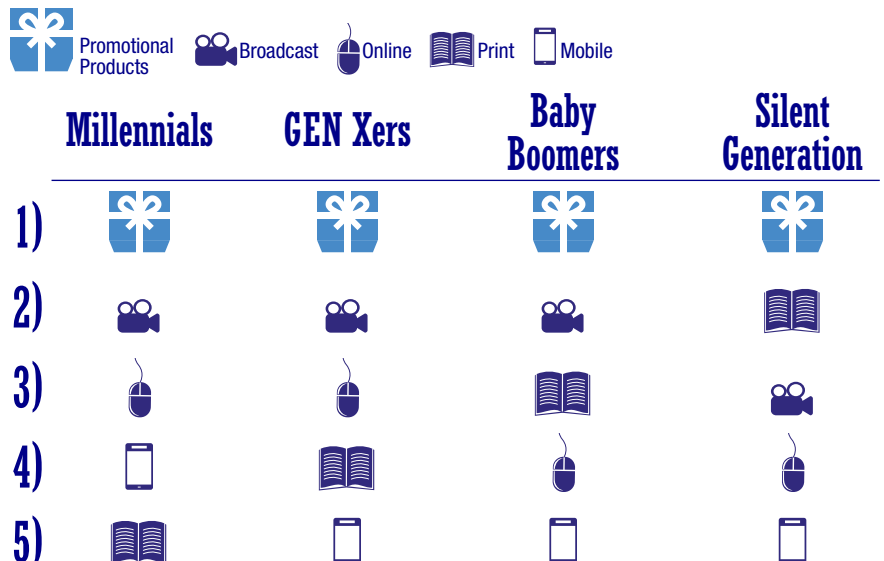 Promotional
Products
Broadcast
Online
Print
Mobile
Millennials
GEN Xers
Baby
Boomers
Silent
Generation
1)
2)
3)
4)
5)